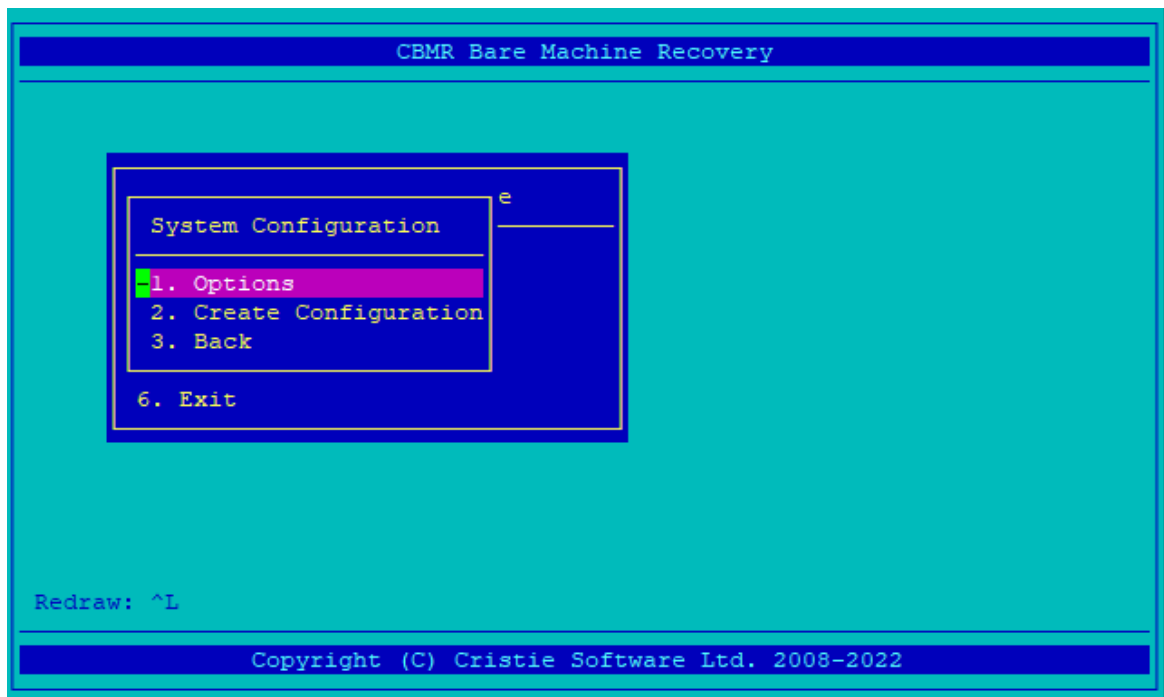 CBMR Bare Machine Recovery
e
System Configuration
1. Options
2. Create Configuration
3. Back
6. Exit
Redraw: ^L
Copyright (C) Cristie Software Ltd. 2008-2022